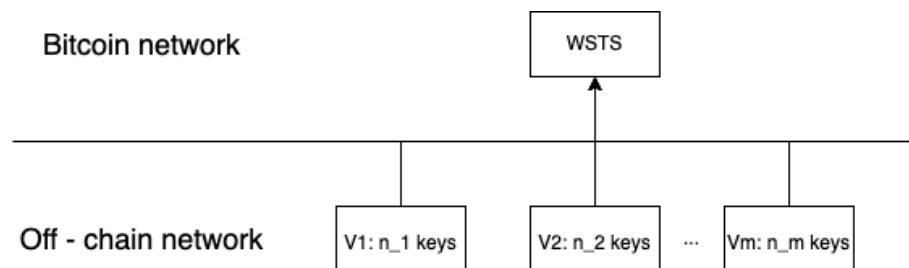 Bitcoin network
WSTS
Off - chain network
V1: n_1 keys
V2: n_2 keys
...
Vm: n_m keys